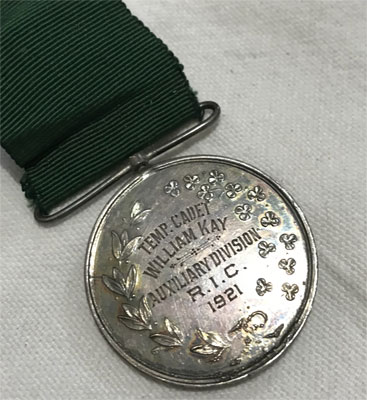 TEMP. CADET
WILLIAM KAY
AUXILIARY DIVISION
R. I. C.
1921